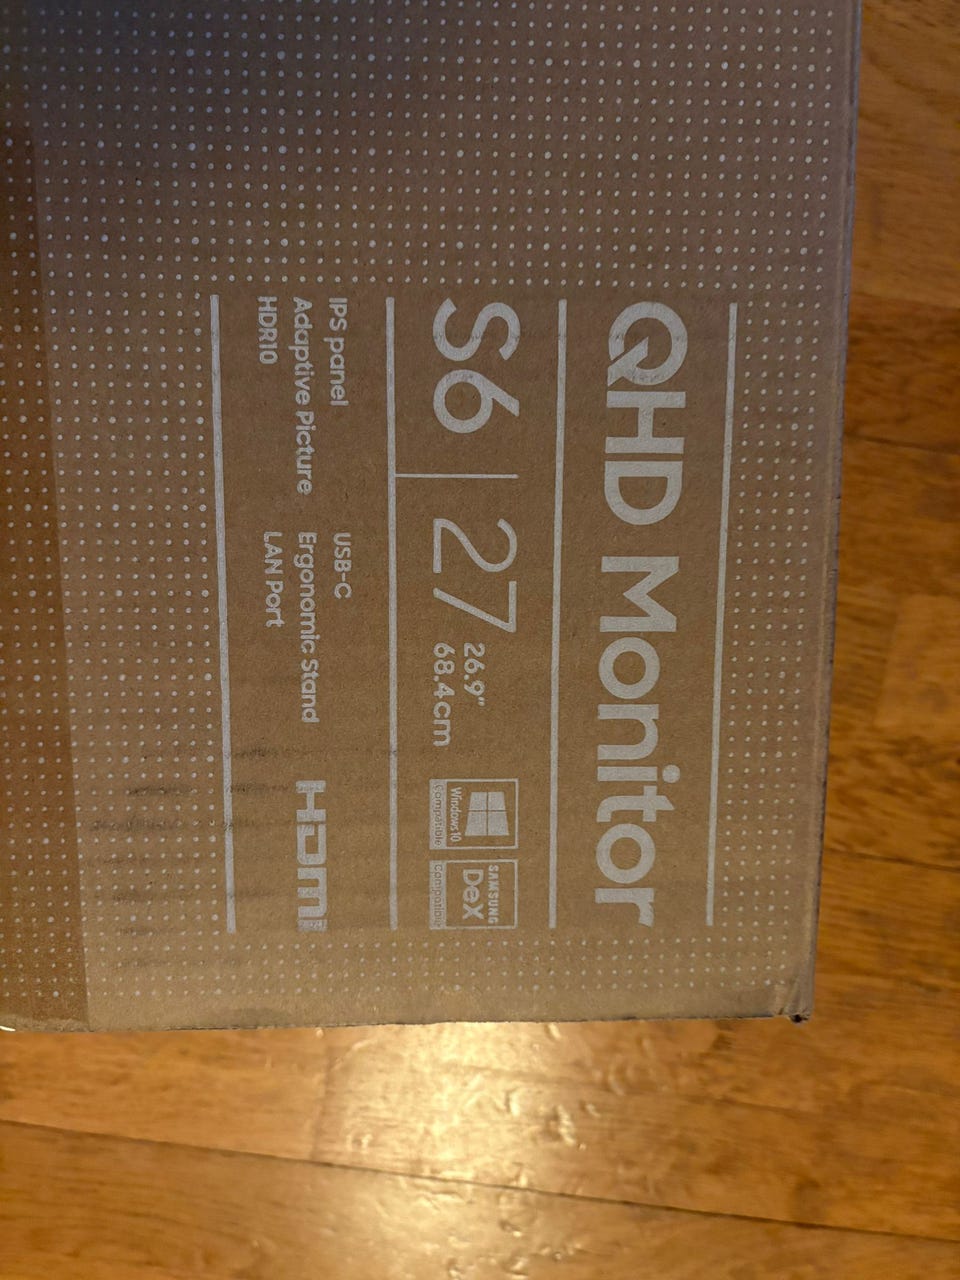 QHD Monitor
S6 27 26.9"
68.4cm
Windows 10
Compatible
SAMSUNG
DeX
Compatible
IPS panel
Adaptive Picture
HDR10
USB-C
Ergonomic Stand
LAN Port
HDMI